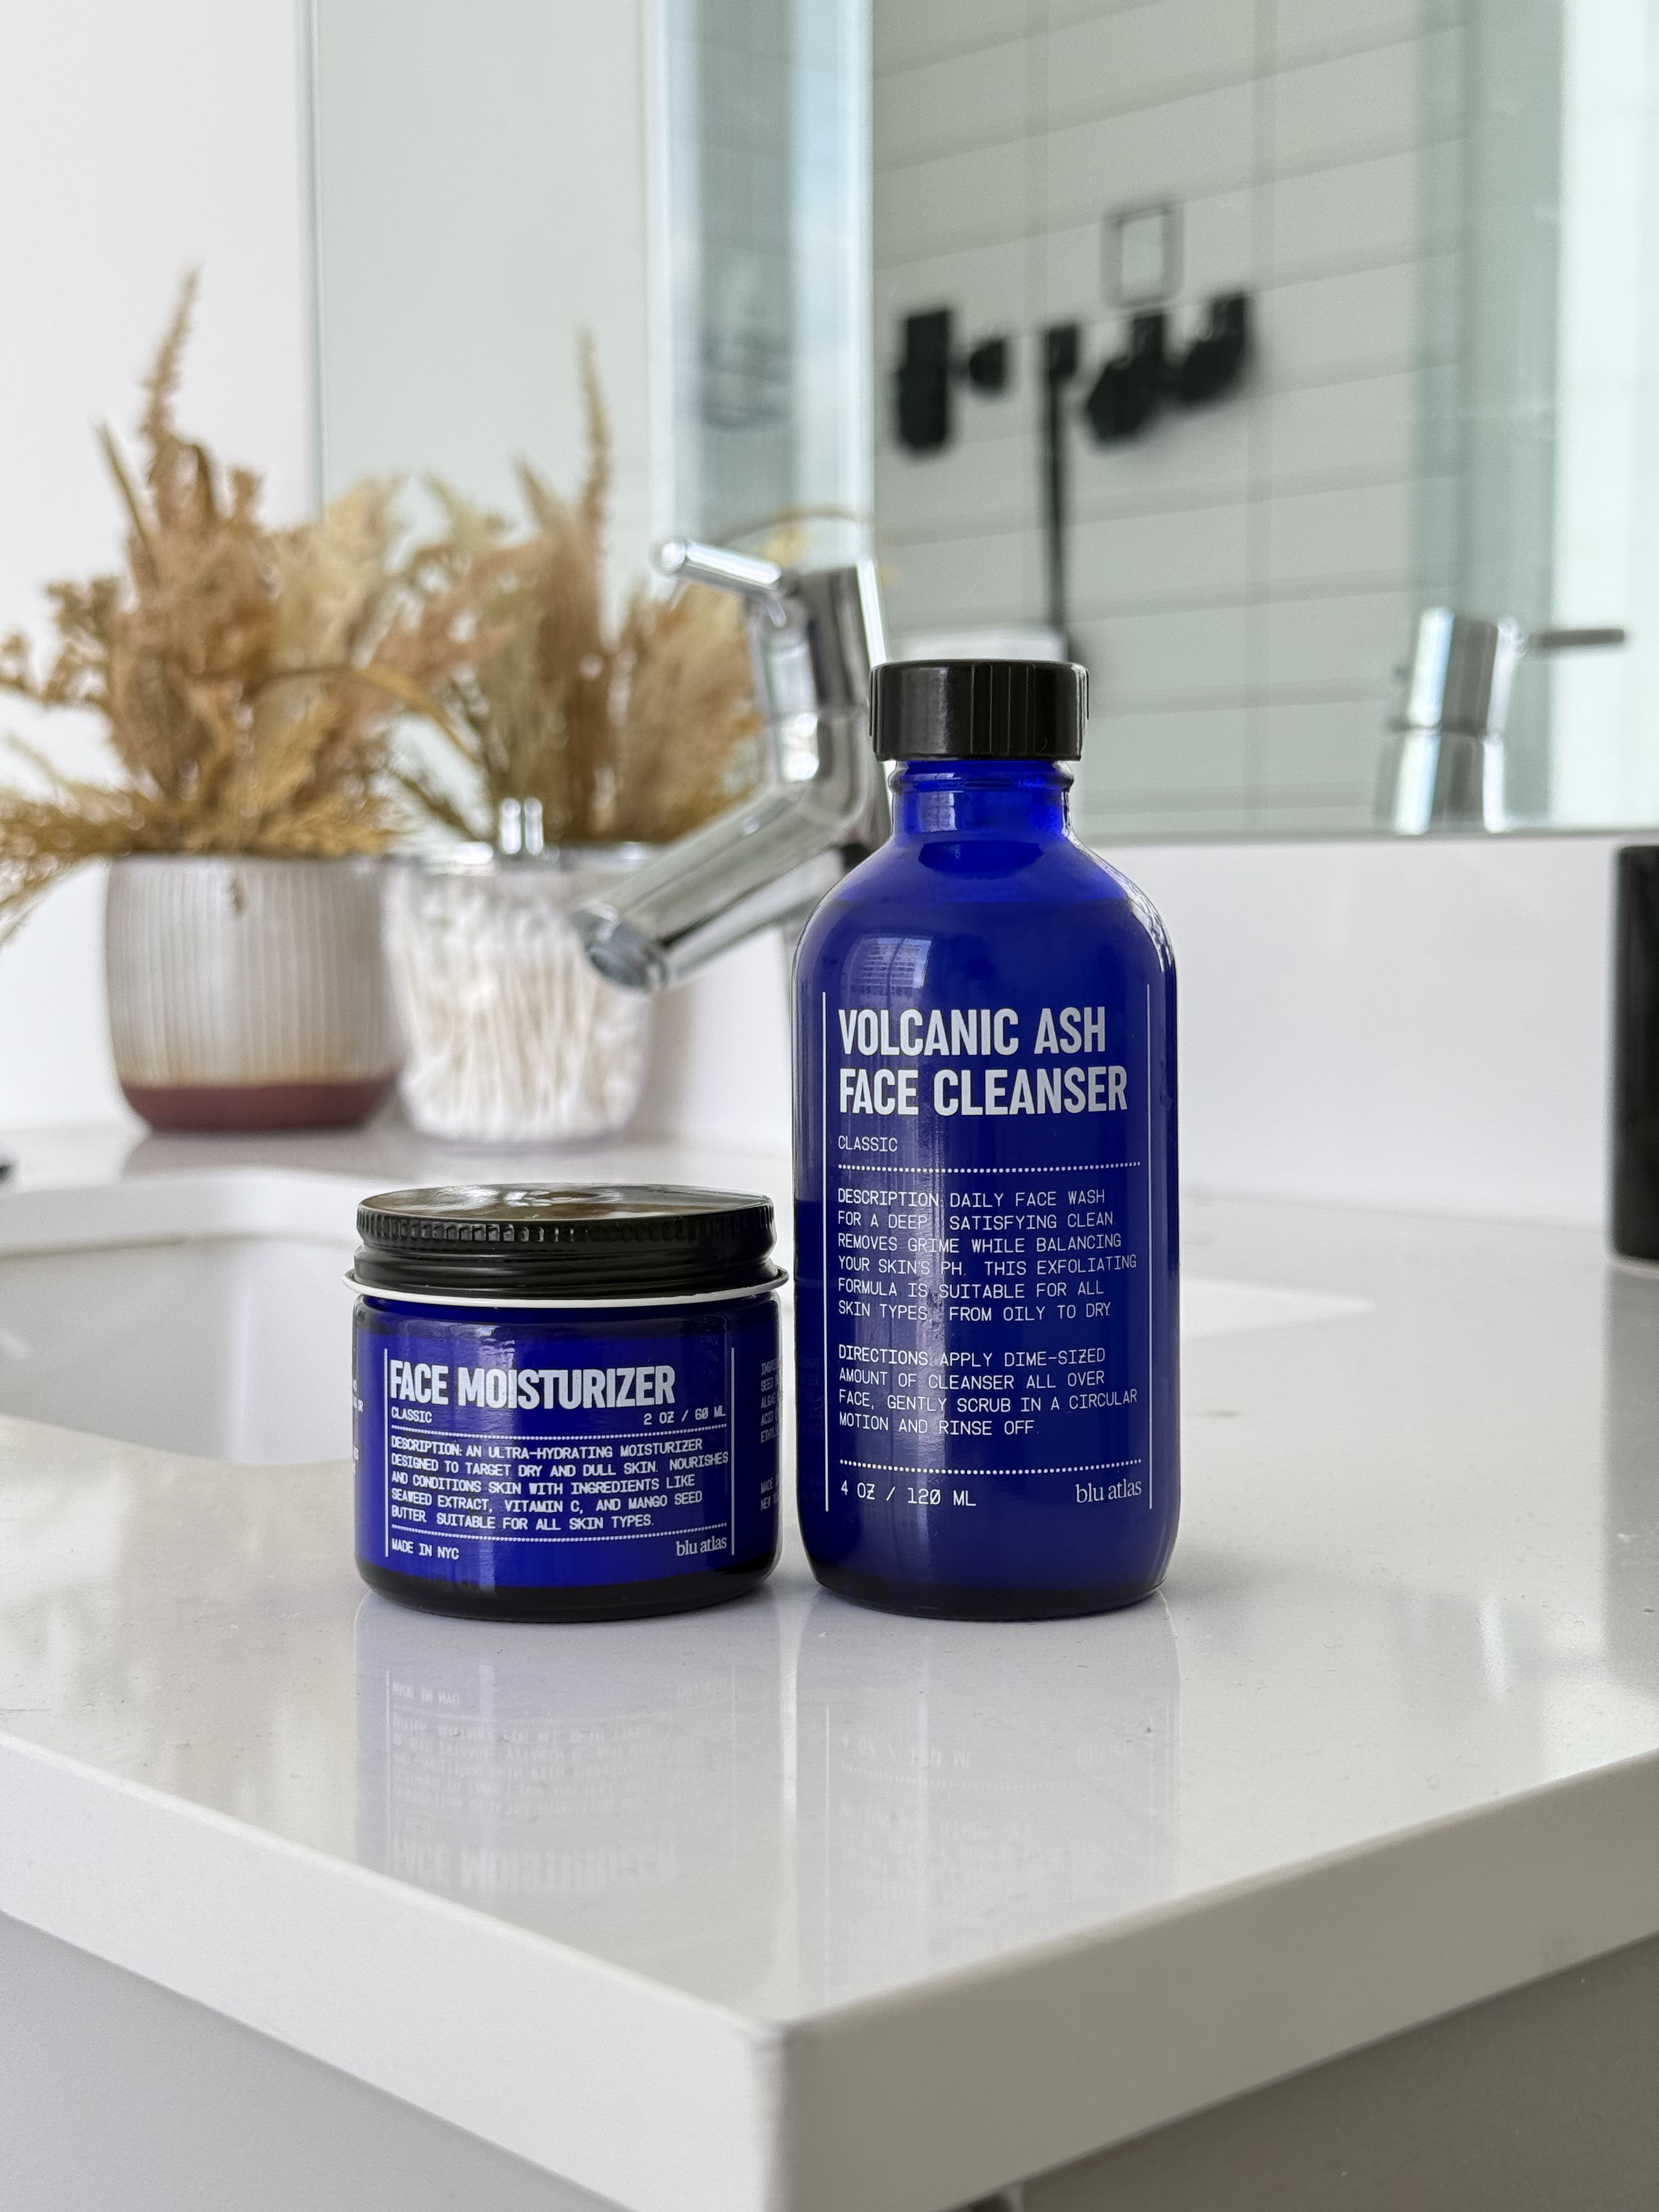 VOLCANIC ASH
FACE CLEANSER
CLASSIC
DESCRIPTION: DAILY FACE WASH
FOR A DEEP, SATISFYING CLEAN.
REMOVES GRIME WHILE BALANCING
YOUR SKIN'S PH. THIS EXFOLIATING
FORMULA IS SUITABLE FOR ALL
SKIN TYPES, FROM OILY TO DRY
DIRECTIONS: APPLY DIME-SIZED
AMOUNT OF CLEANSER ALL OVER
FACE, GENTLY SCRUB IN A CIRCULAR
MOTION AND RINSE OFF.
4 OZ / 120 ML
blu atlas
FACE MOISTURIZER
CLASSIC
2 OZ / 60 ML
DESCRIPTION: AN ULTRA-HYDRATING MOISTURIZER
DESIGNED TO TARGET DRY AND DULL SKIN. NOURISHES
AND CONDITIONS SKIN WITH INGREDIENTS LIKE
SEAWEED EXTRACT, VITAMIN C, AND MANGO SEED
BUTTER. SUITABLE FOR ALL SKIN TYPES.
MADE IN NYC
blu atlas